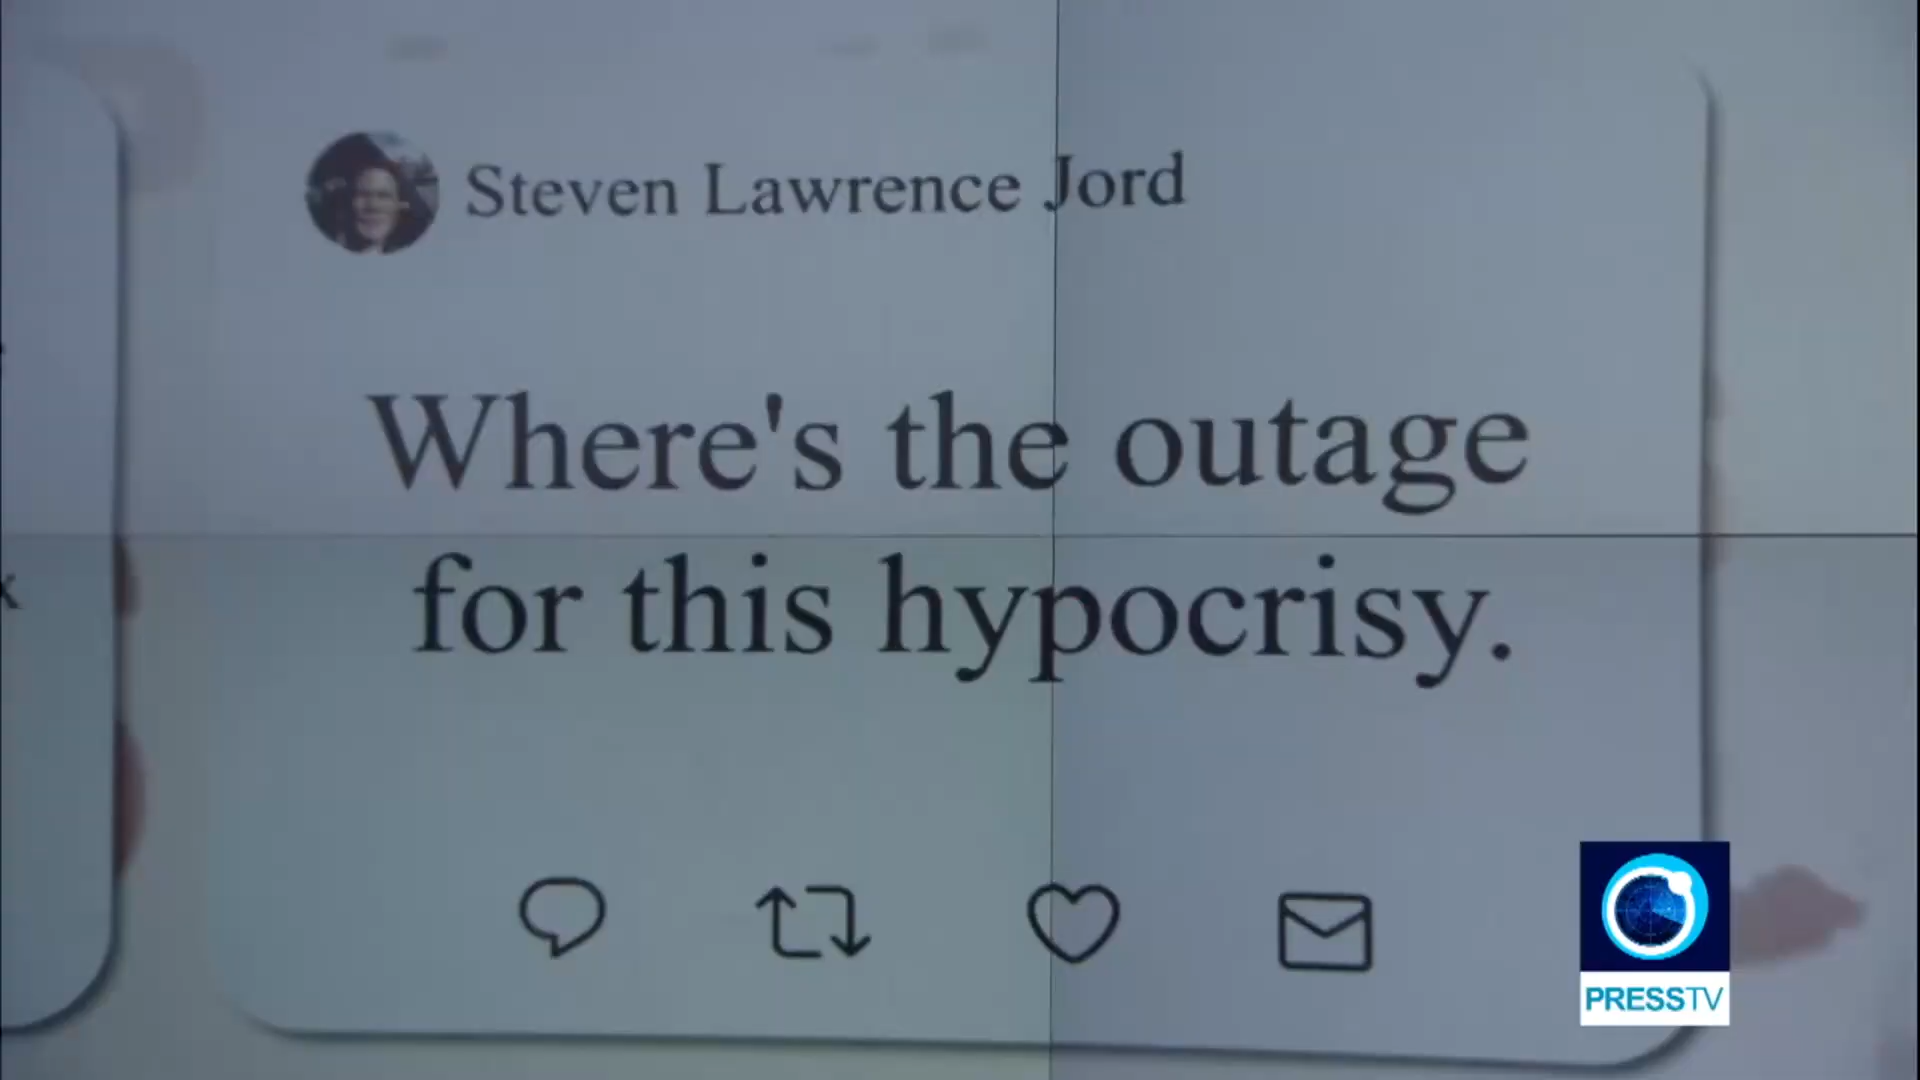 Steven Lawrence Jord
Where's the outage
for this hypocrisy.
PRESSTV